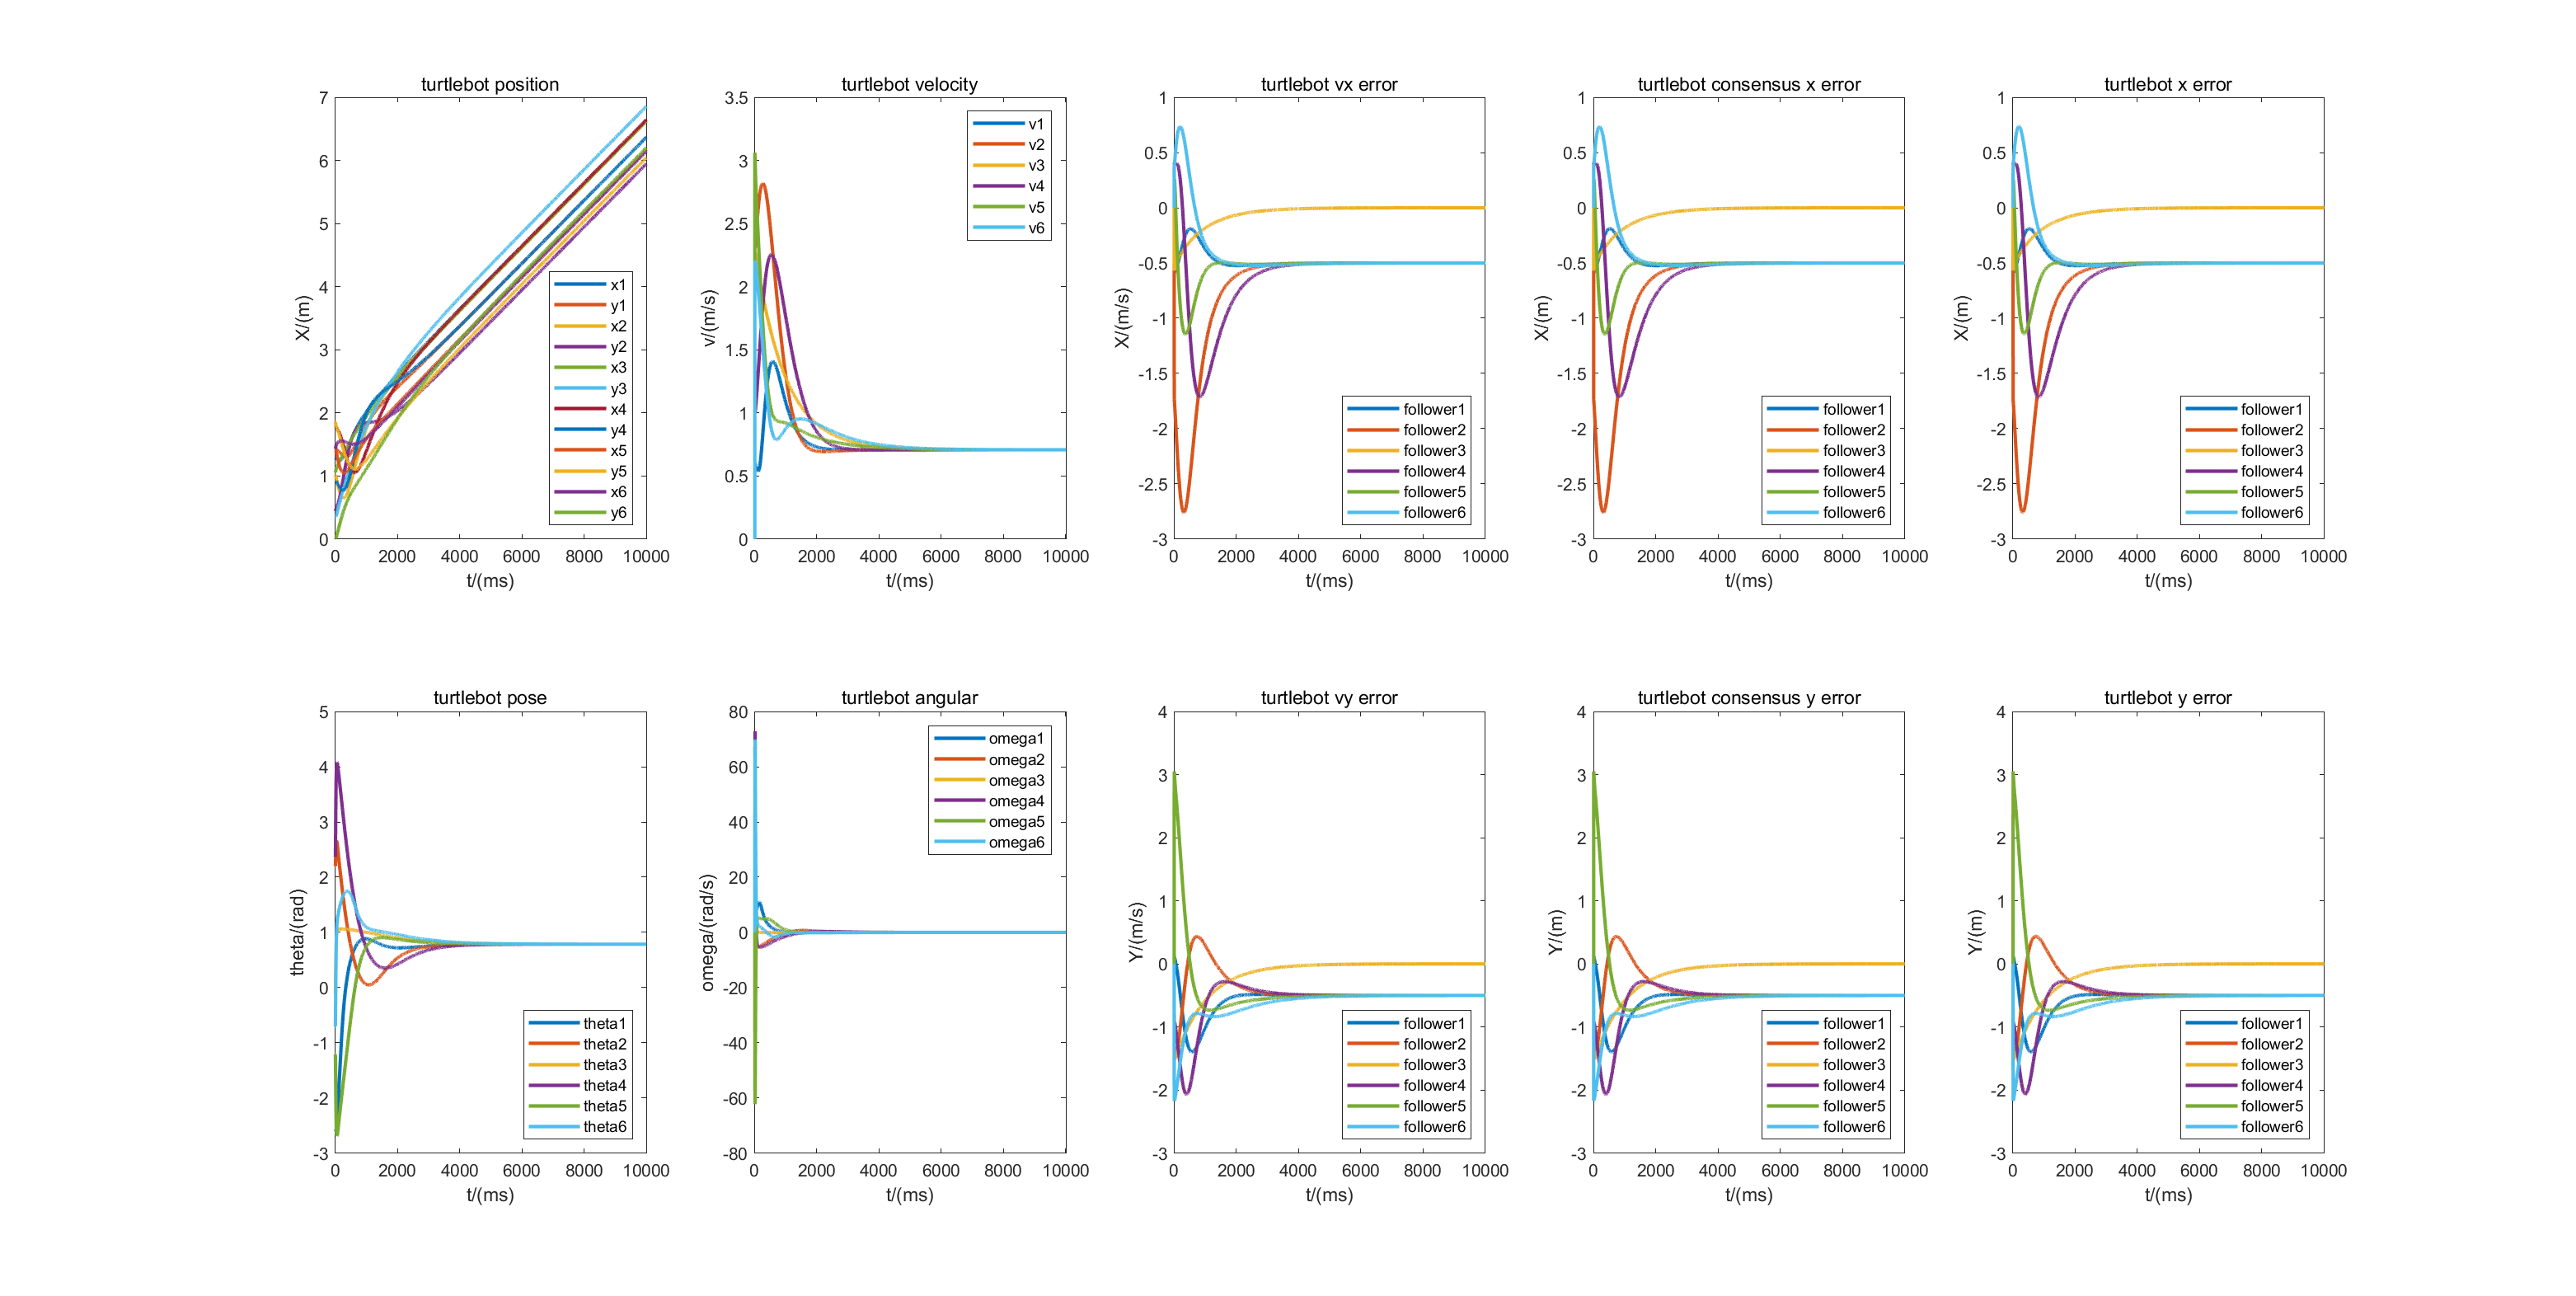 turtlebot position
7
6
5
4
3
2
1
0
X/(m)
x1
y1
x2
y2
x3
y3
x4
y4
x5
y5
x6
y6
0 2000 4000 6000 8000 10000
t/(ms)
turtlebot velocity
3.5
3
2.5
2
1.5
1
0.5
0
v/(m/s)
v1
v2
v3
v4
v5
v6
0 2000 4000 6000 8000 10000
t/(ms)
turtlebot vx error
1
0.5
0
-0.5
-1
-1.5
-2
-2.5
-3
X/(m/s)
follower1
follower2
follower3
follower4
follower5
follower6
0 2000 4000 6000 8000 10000
t/(ms)
turtlebot consensus x error
1
0.5
0
-0.5
-1
-1.5
-2
-2.5
-3
X/(m)
follower1
follower2
follower3
follower4
follower5
follower6
0 2000 4000 6000 8000 10000
t/(ms)
turtlebot x error
1
0.5
0
-0.5
-1
-1.5
-2
-2.5
-3
X/(m)
follower1
follower2
follower3
follower4
follower5
follower6
0 2000 4000 6000 8000 10000
t/(ms)
turtlebot pose
5
4
3
2
1
0
-1
-2
-3
theta/(rad)
theta1
theta2
theta3
theta4
theta5
theta6
0 2000 4000 6000 8000 10000
t/(ms)
turtlebot angular
80
60
40
20
0
-20
-40
-60
-80
omega/(rad/s)
omega1
omega2
omega3
omega4
omega5
omega6
0 2000 4000 6000 8000 10000
t/(ms)
turtlebot vy error
4
3
2
1
0
-1
-2
-3
Y/(m/s)
follower1
follower2
follower3
follower4
follower5
follower6
0 2000 4000 6000 8000 10000
t/(ms)
turtlebot consensus y error
4
3
2
1
0
-1
-2
-3
Y/(m)
follower1
follower2
follower3
follower4
follower5
follower6
0 2000 4000 6000 8000 10000
t/(ms)
turtlebot y error
4
3
2
1
0
-1
-2
-3
Y/(m)
follower1
follower2
follower3
follower4
follower5
follower6
0 2000 4000 6000 8000 10000
t/(ms)